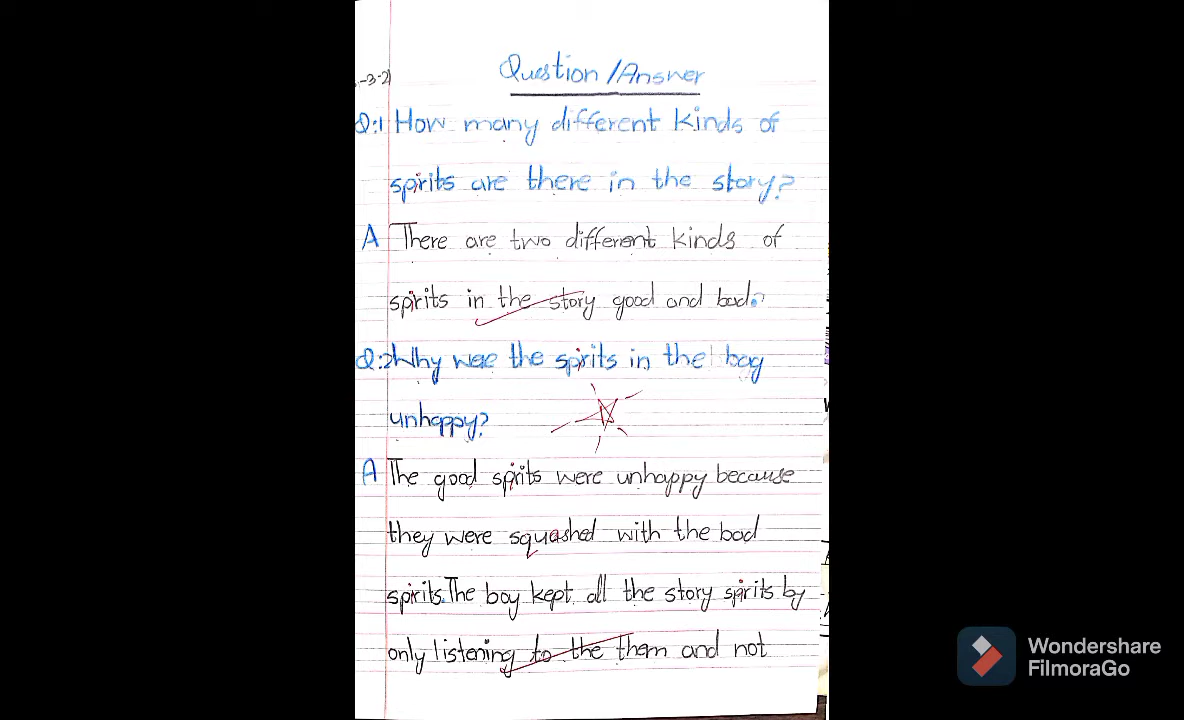 -3-2
Question/Answer
Q:1 How many different kinds of
spirits are there in the story?
A There are two different kinds of
spirits in the story good and bad.
Q:2 Why were the spirits in the bag
unhappy?
A The good spirits were unhappy because
they were squashed with the bad
spirits. The boy kept all the story spirits by
only listening to the them and not
Wondershare
FilmoraGo